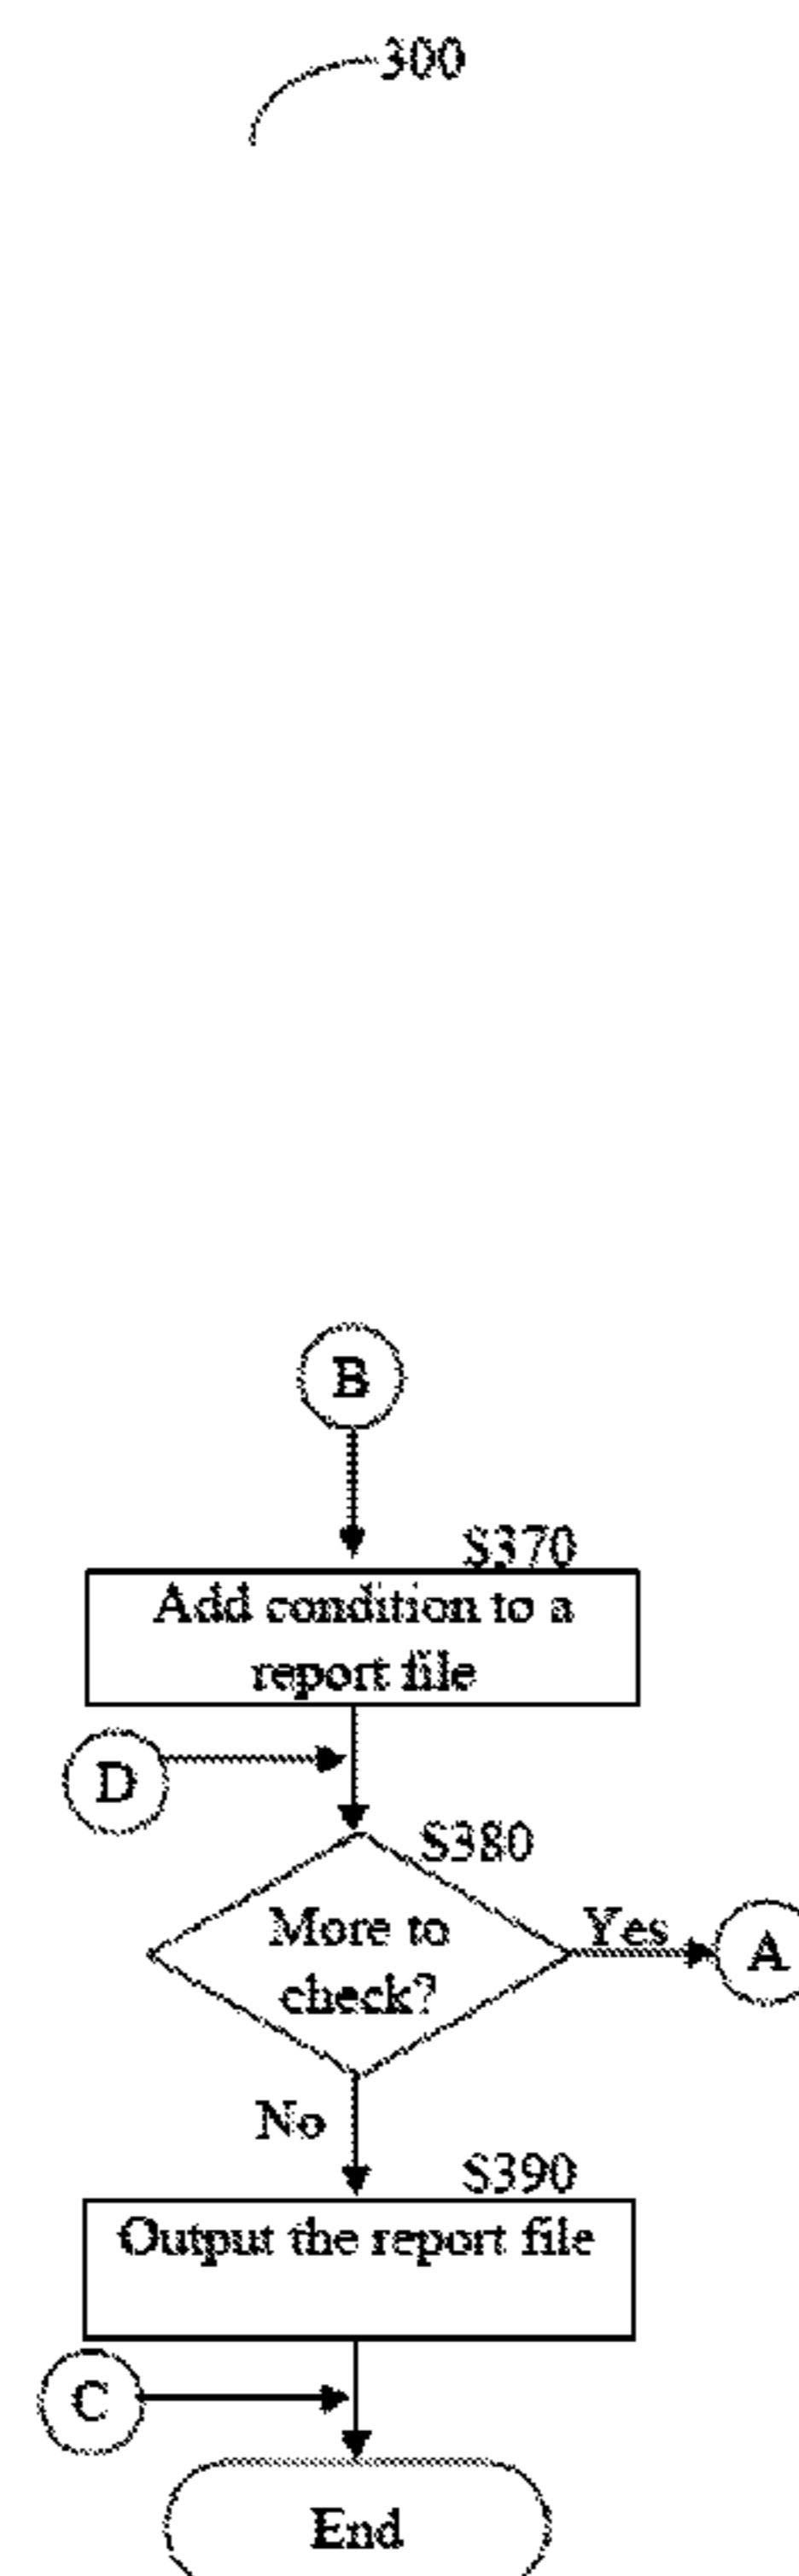 300
B
S370
Add condition to a
report file
D
S380
More to
check?
Yes
A
No
S390
Output the report file
C
End